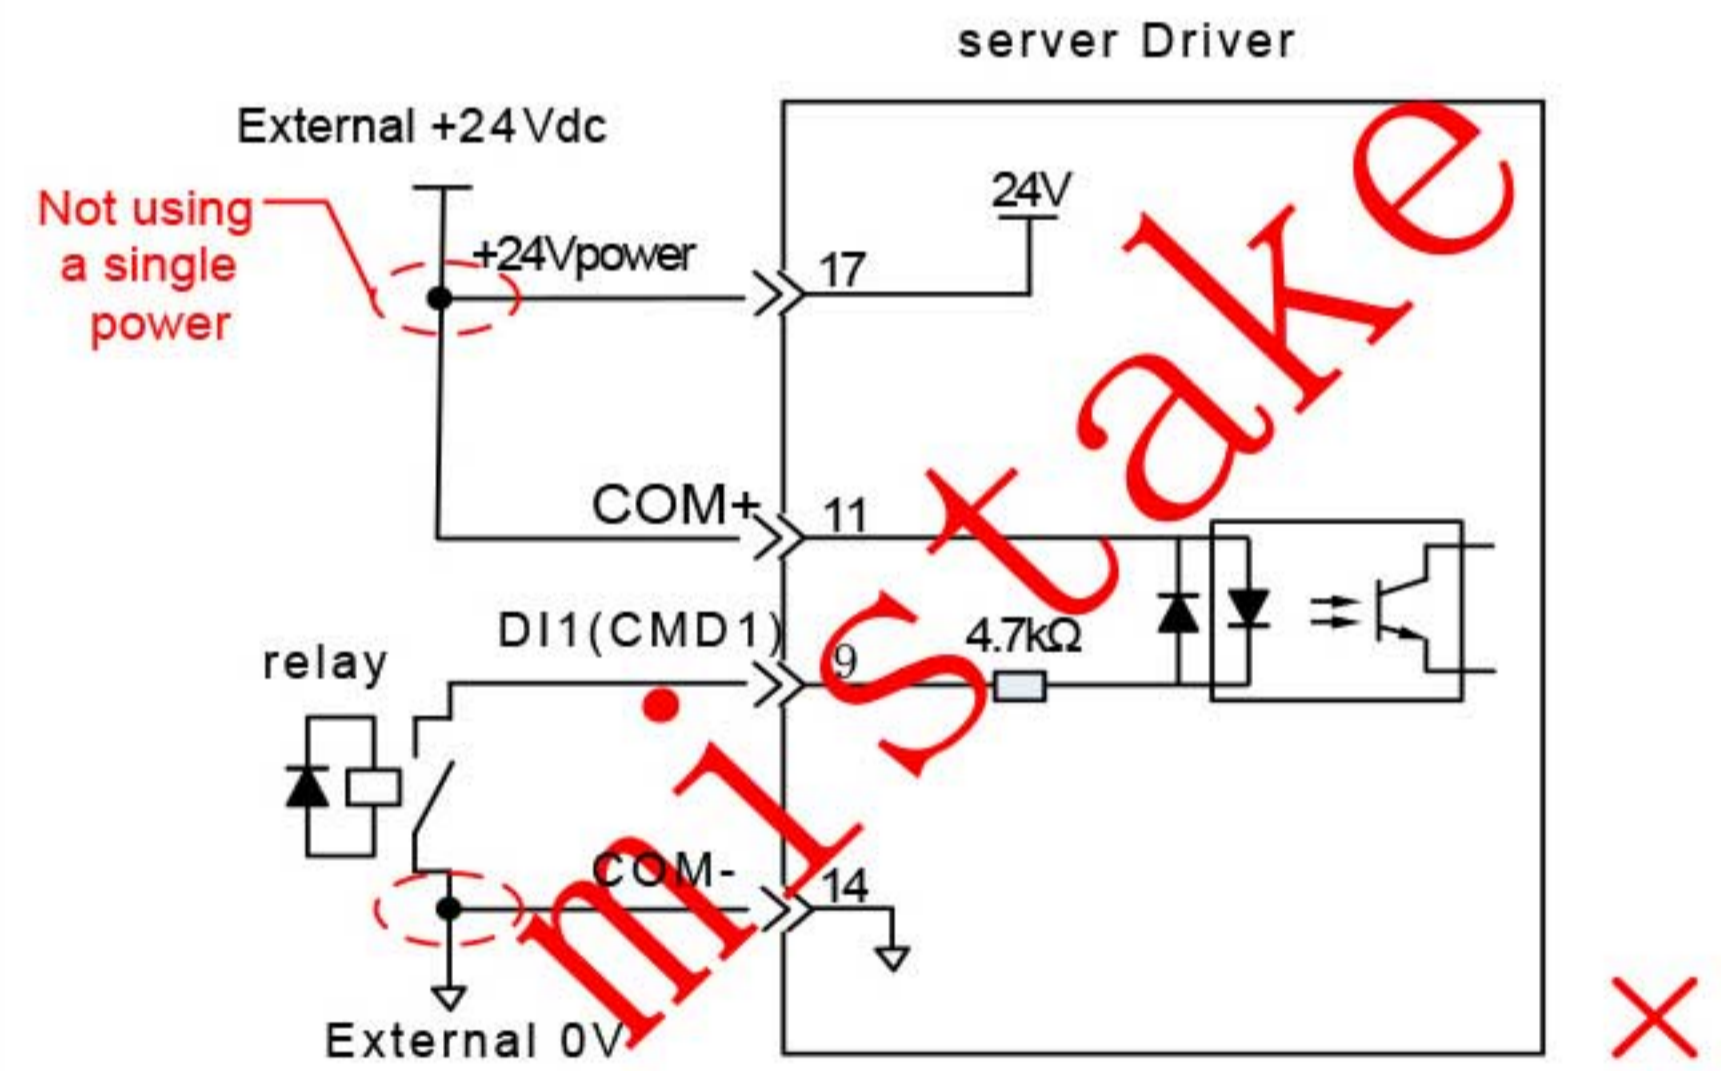 server Driver
External +24Vdc
Not using
a single
power
24V
+24Vpower
17
COM+
11
DI1(CMD1)
9
4.7kΩ
relay
COM-
14
External 0V
mistake